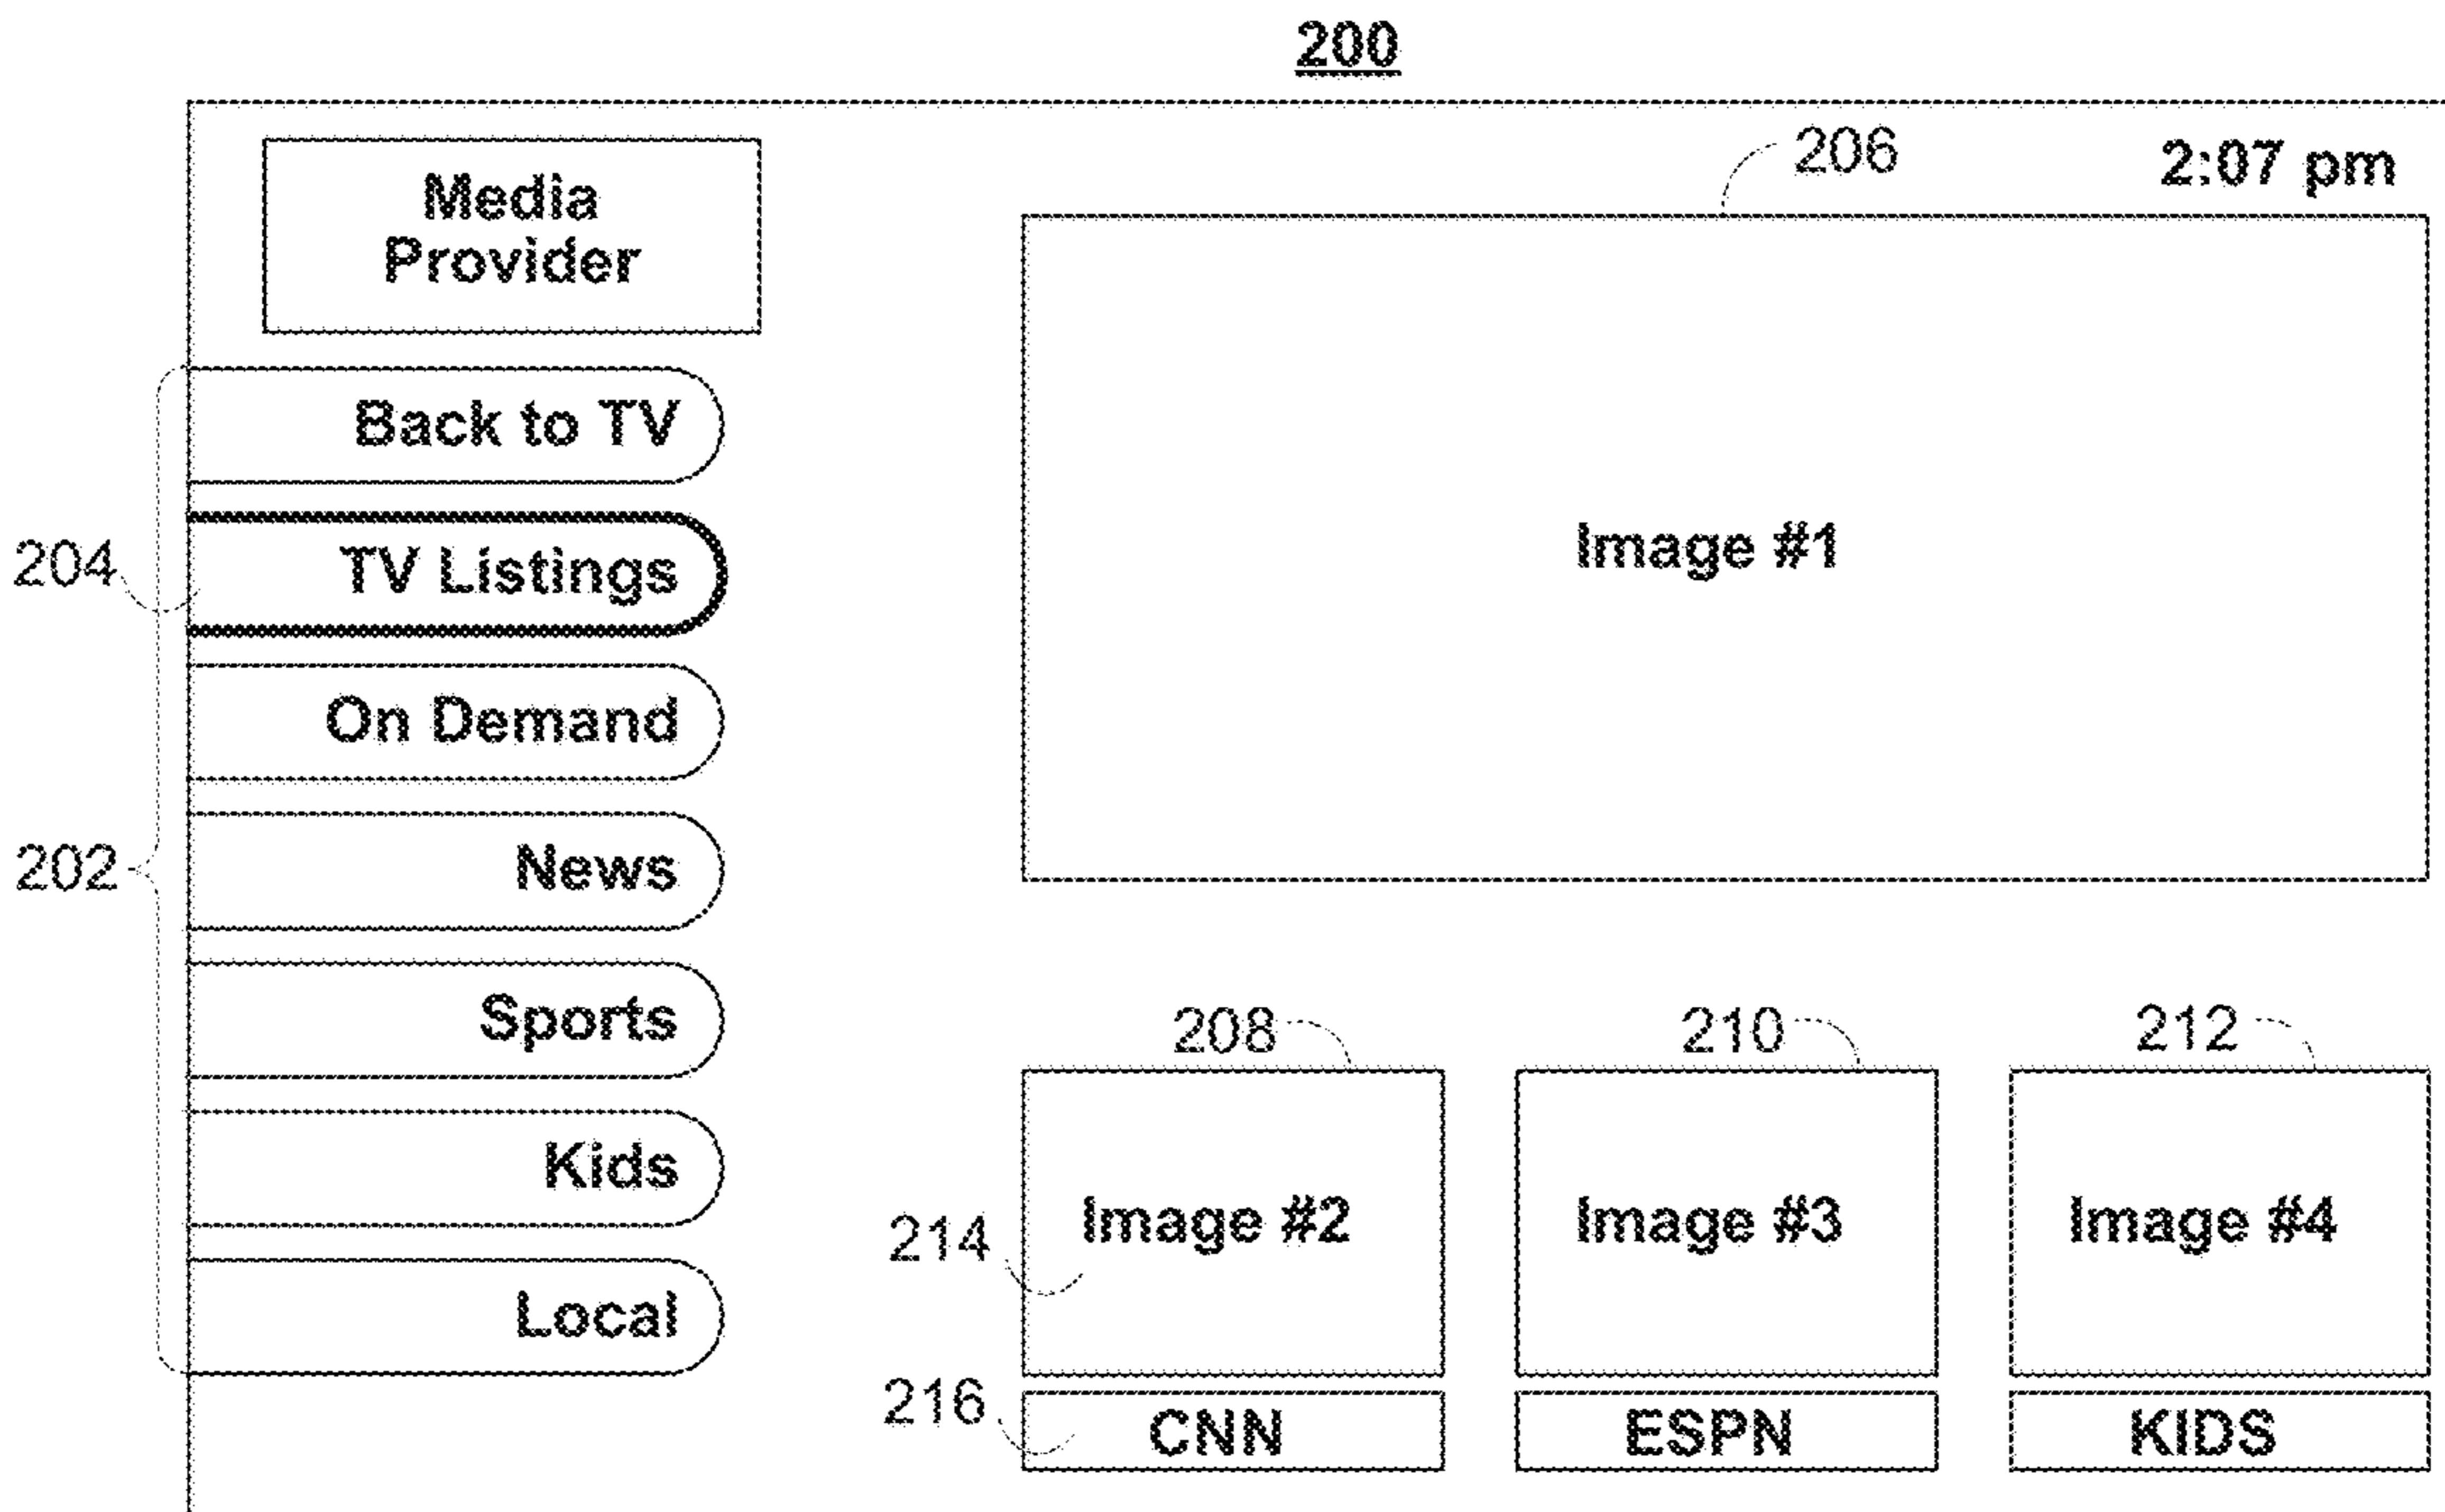 200
206
2:07 pm
Media
Provider
Back to TV
204
TV Listings
Image #1
On Demand
202
News
Sports
208
210
212
Kids
214
Image #2
Image #3
Image #4
Local
216
CNN
ESPN
KIDS